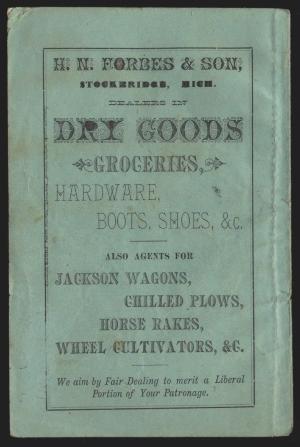 H. N. FORBES & SON,
STOCKBRIDGE, MICH.
DEALERS IN
DRY GOODS
GROCERIES,
HARDWARE,
BOOTS, SHOES, &c.
ALSO AGENTS FOR
JACKSON WAGONS,
CHILLED PLOWS,
HORSE RAKES,
WHEEL CULTIVATORS, &C.
We aim by Fair Dealing to merit a Liberal
Portion of Your Patronage.